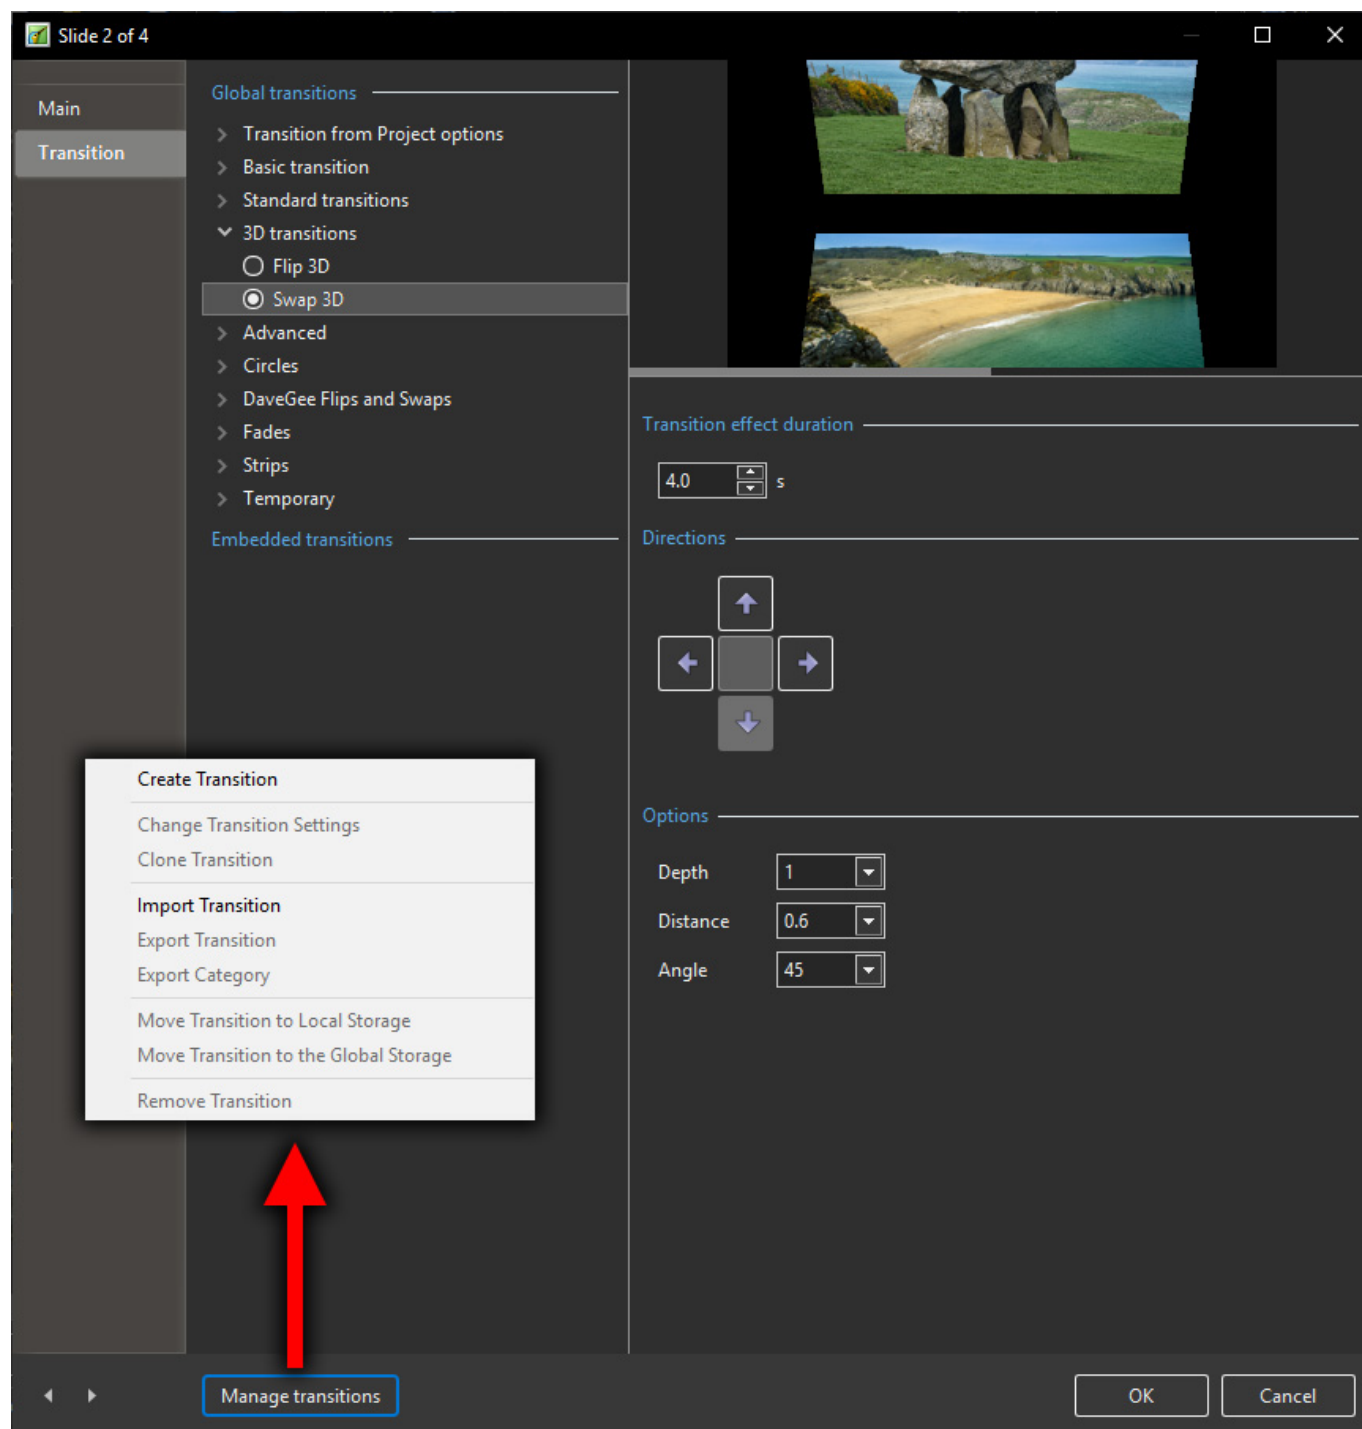 Slide 2 of 4
Main
Transition
Global transitions
Transition from Project options
Basic transition
Standard transitions
3D transitions
Flip 3D
Swap 3D
Advanced
Circles
DaveGee Flips and Swaps
Fades
Strips
Temporary
Embedded transitions
Transition effect duration
4.0 s
Directions
Options
Depth 1
Distance 0.6
Angle 45
Create Transition
Change Transition Settings
Clone Transition
Import Transition
Export Transition
Export Category
Move Transition to Local Storage
Move Transition to the Global Storage
Remove Transition
Manage transitions
OK
Cancel